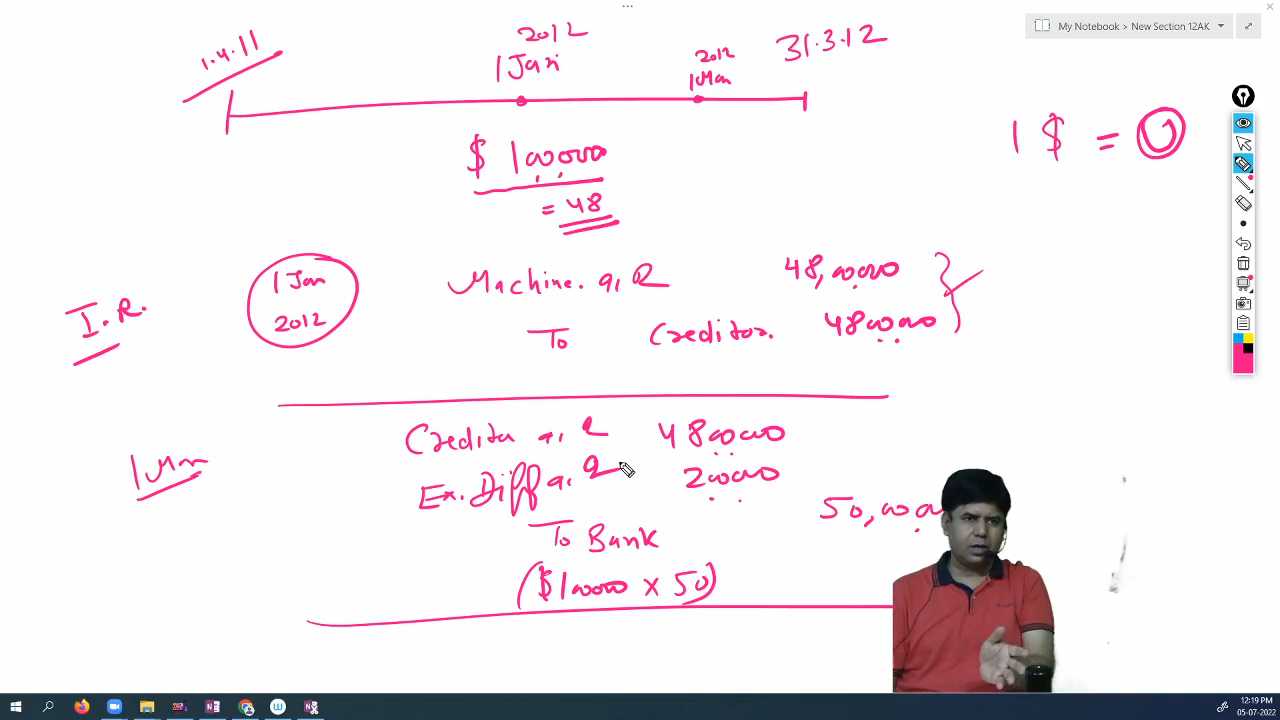 My Notebook > New Section 12AK
1.4.11
2012
1 Jan
2012
1 Mar
31.3.12
$ 100000
= 48
1 $ =
I.R.
1 Jan
2012
Machine a/c 48,00000
To Creditor. 4800000
1 Mar
Creditor a/c 4800000
Ex. Diff a/c 200000
To Bank 50,000
($100000 x 50)
12:19 PM
05-07-2022